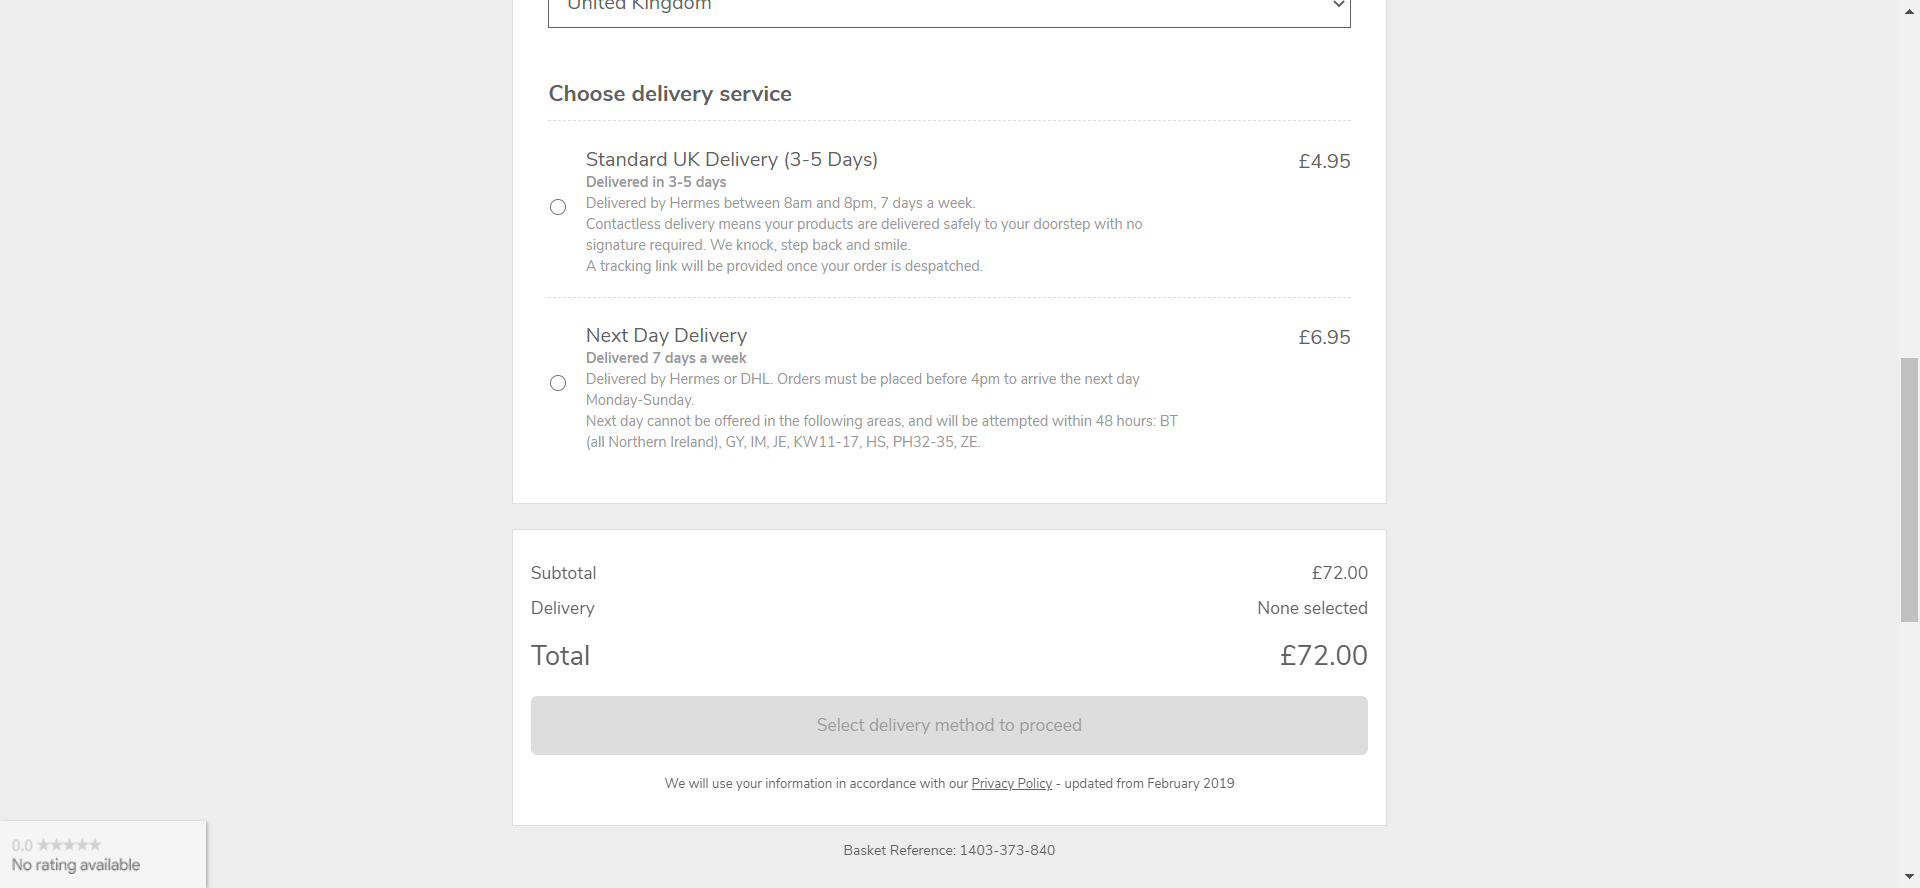 United Kingdom
Choose delivery service
Standard UK Delivery (3-5 Days)
£4.95
Delivered in 3-5 days
Delivered by Hermes between 8am and 8pm, 7 days a week.
Contactless delivery means your products are delivered safely to your doorstep with no
signature required. We knock, step back and smile.
A tracking link will be provided once your order is despatched.
Next Day Delivery
£6.95
Delivered 7 days a week
Delivered by Hermes or DHL. Orders must be placed before 4pm to arrive the next day
Monday-Sunday.
Next day cannot be offered in the following areas, and will be attempted within 48 hours: BT
(all Northern Ireland), GY, IM, JE, KW11-17, HS, PH32-35, ZE.
Subtotal
£72.00
Delivery
None selected
Total
£72.00
Select delivery method to proceed
We will use your information in accordance with our Privacy Policy - updated from February 2019
Basket Reference: 1403-373-840
0.0 ★★★★★
No rating available